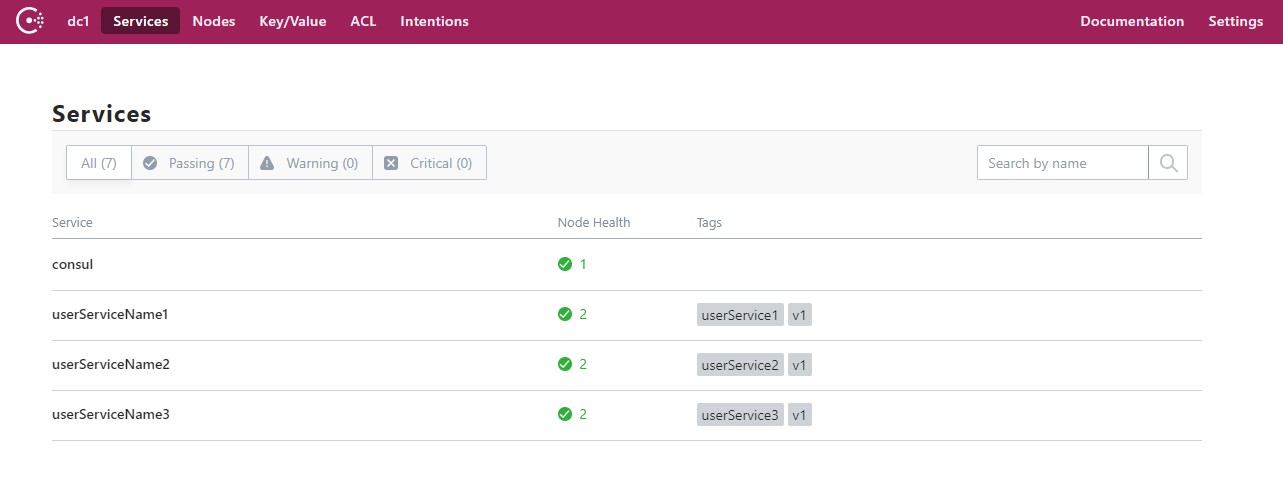 dc1 Services Nodes Key/Value ACL Intentions Documentation Settings
Services
All (7) Passing (7) Warning (0) Critical (0) Search by name
Service Node Health Tags
consul 1
userServiceName1 2 userService1 v1
userServiceName2 2 userService2 v1
userServiceName3 2 userService3 v1